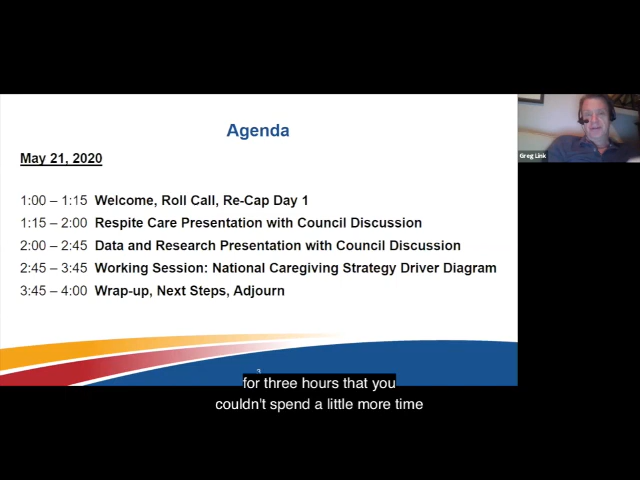 Agenda
May 21, 2020
1:00 – 1:15 Welcome, Roll Call, Re-Cap Day 1
1:15 – 2:00 Respite Care Presentation with Council Discussion
2:00 – 2:45 Data and Research Presentation with Council Discussion
2:45 – 3:45 Working Session: National Caregiving Strategy Driver Diagram
3:45 – 4:00 Wrap-up, Next Steps, Adjourn
Greg Link
3
for three hours that you
couldn't spend a little more time